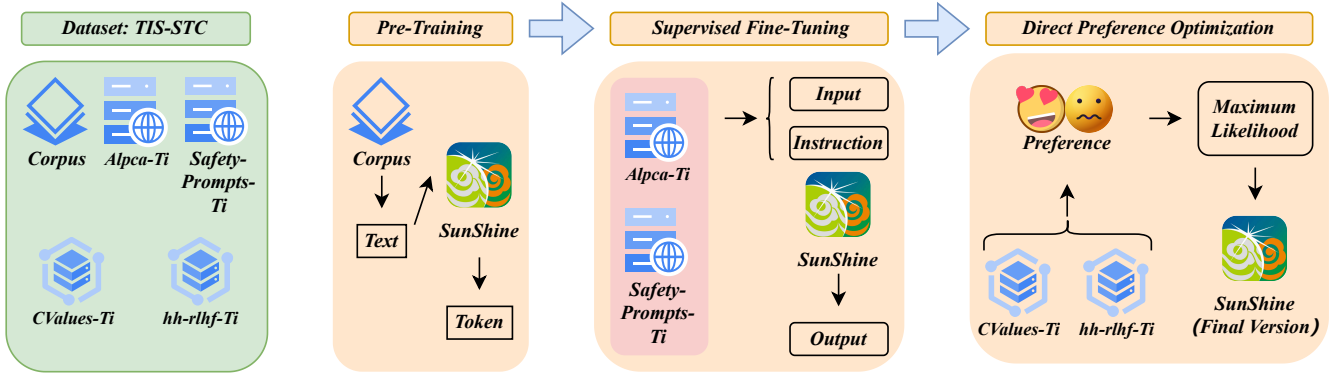 Dataset: TIS-STC
Corpus
Alpca-Ti
Safety-
Prompts-
Ti
CValues-Ti
hh-rlhf-Ti
Pre-Training
Corpus
Text
SunShine
Token
Supervised Fine-Tuning
Alpca-Ti
Safety-
Prompts-
Ti
Input
Instruction
SunShine
Output
Direct Preference Optimization
Preference
Maximum
Likelihood
CValues-Ti
hh-rlhf-Ti
SunShine
(Final Version)